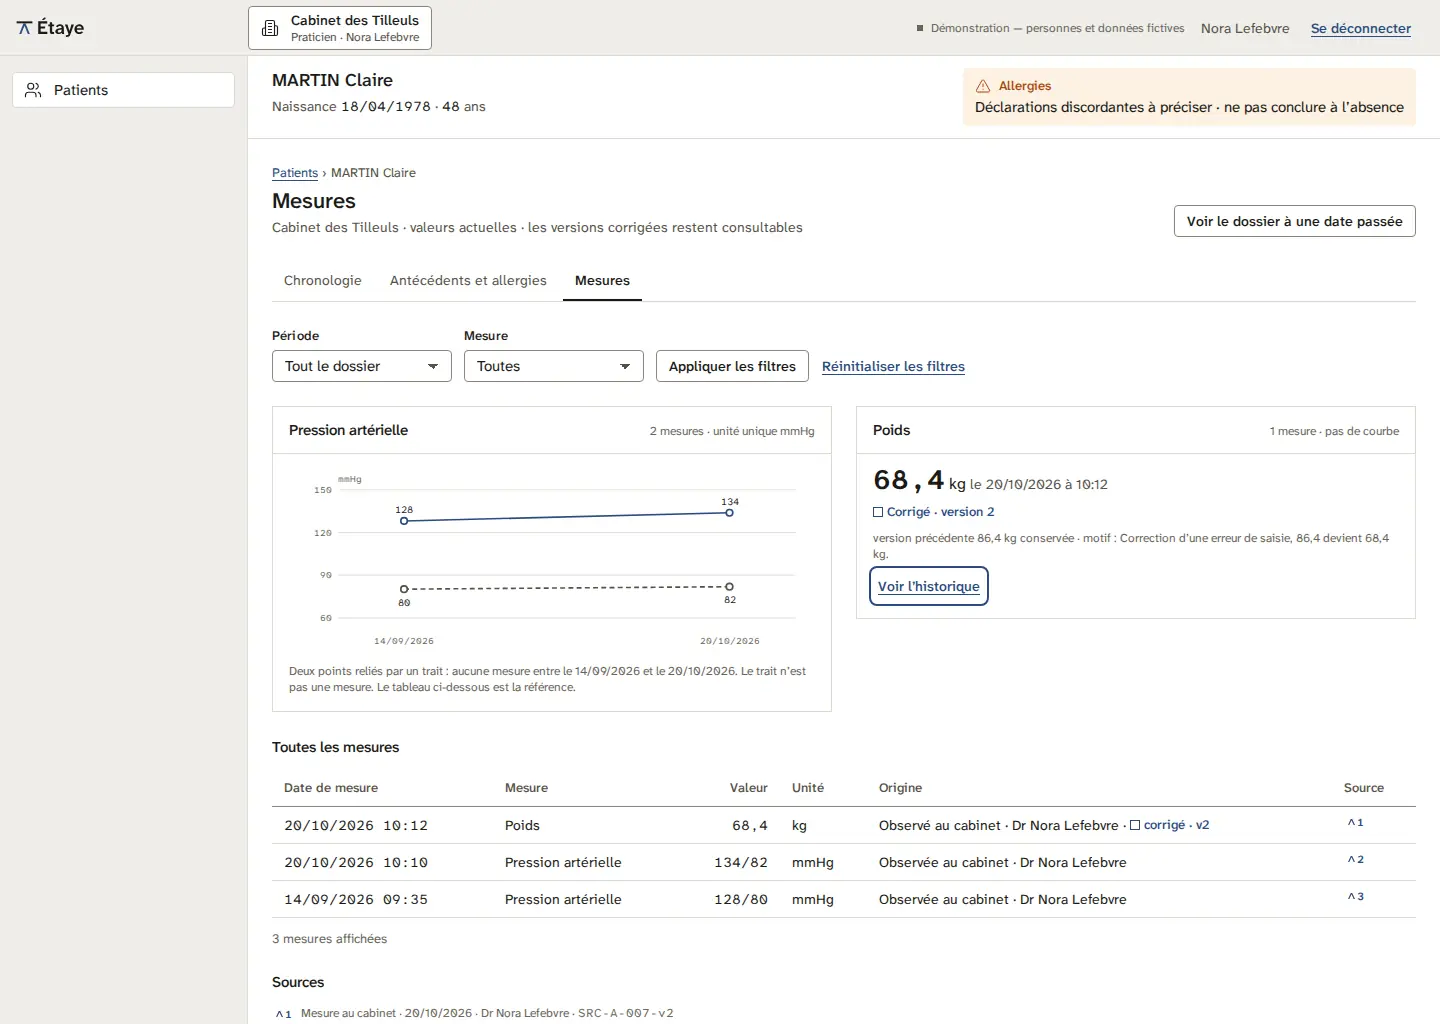 Étaye
Cabinet des Tilleuls
Praticien · Nora Lefebvre
Démonstration — personnes et données fictives
Nora Lefebvre
Se déconnecter
Patients
MARTIN Claire
Naissance 18/04/1978 · 48 ans
Allergies
Déclarations discordantes à préciser · ne pas conclure à l’absence
Patients › MARTIN Claire
Mesures
Cabinet des Tilleuls · valeurs actuelles · les versions corrigées restent consultables
Voir le dossier à une date passée
Chronologie
Antécédents et allergies
Mesures
Période
Mesure
Tout le dossier
Toutes
Appliquer les filtres
Réinitialiser les filtres
Pression artérielle
2 mesures · unité unique mmHg
mmHg
150
120
90
60
128
134
80
82
14/09/2026
20/10/2026
Deux points reliés par un trait : aucune mesure entre le 14/09/2026 et le 20/10/2026. Le trait n’est
pas une mesure. Le tableau ci-dessous est la référence.
Poids
1 mesure · pas de courbe
68,4 kg le 20/10/2026 à 10:12
Corrigé · version 2
version précédente 86,4 kg conservée · motif : Correction d’une erreur de saisie, 86,4 devient 68,4
kg.
Voir l’historique
Toutes les mesures
Date de mesure Mesure Valeur Unité Origine Source
20/10/2026 10:12 Poids 68,4 kg Observé au cabinet · Dr Nora Lefebvre · corrigé · v2 ^1
20/10/2026 10:10 Pression artérielle 134/82 mmHg Observée au cabinet · Dr Nora Lefebvre ^2
14/09/2026 09:35 Pression artérielle 128/80 mmHg Observée au cabinet · Dr Nora Lefebvre ^3
3 mesures affichées
Sources
^1 Mesure au cabinet · 20/10/2026 · Dr Nora Lefebvre · SRC-A-007-v2